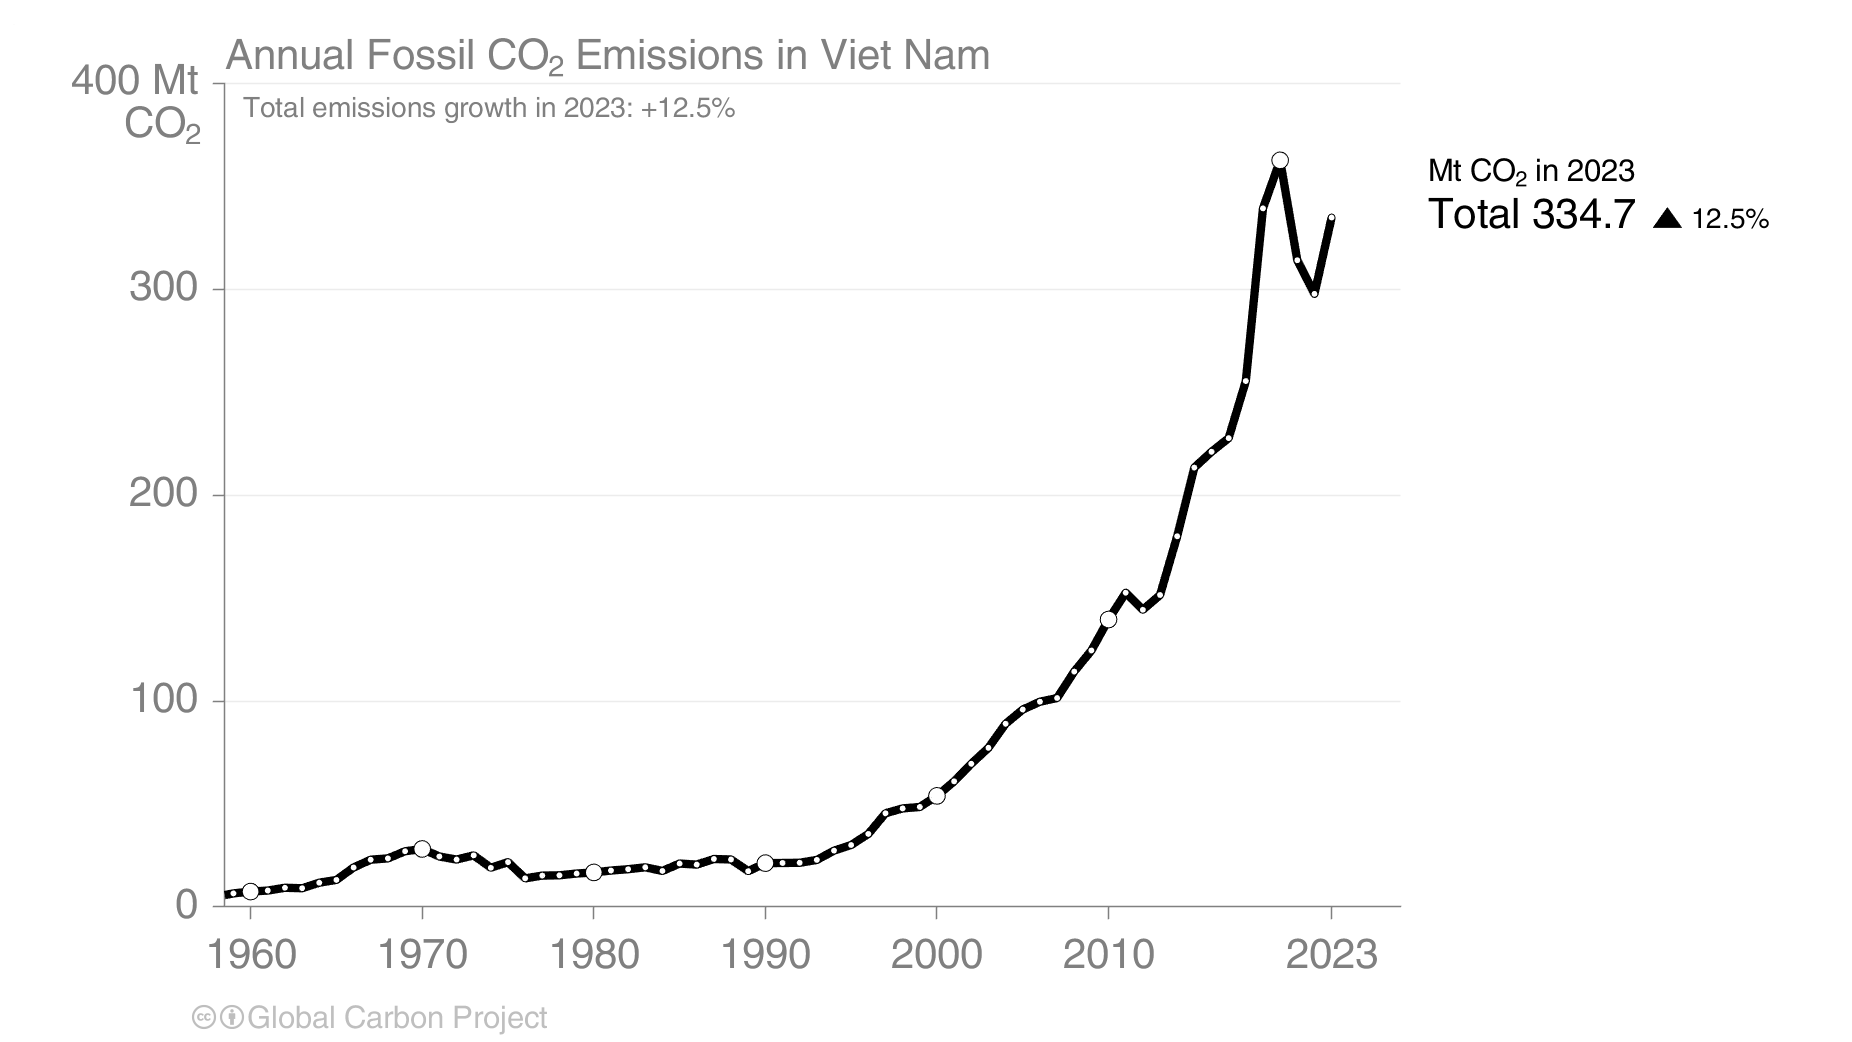 Annual Fossil CO₂ Emissions in Viet Nam
400 Mt
CO₂
Total emissions growth in 2023: +12.5%
Mt CO₂ in 2023
Total 334.7 ▲ 12.5%
300
200
100
0
1960 1970 1980 1990 2000 2010 2023
Global Carbon Project